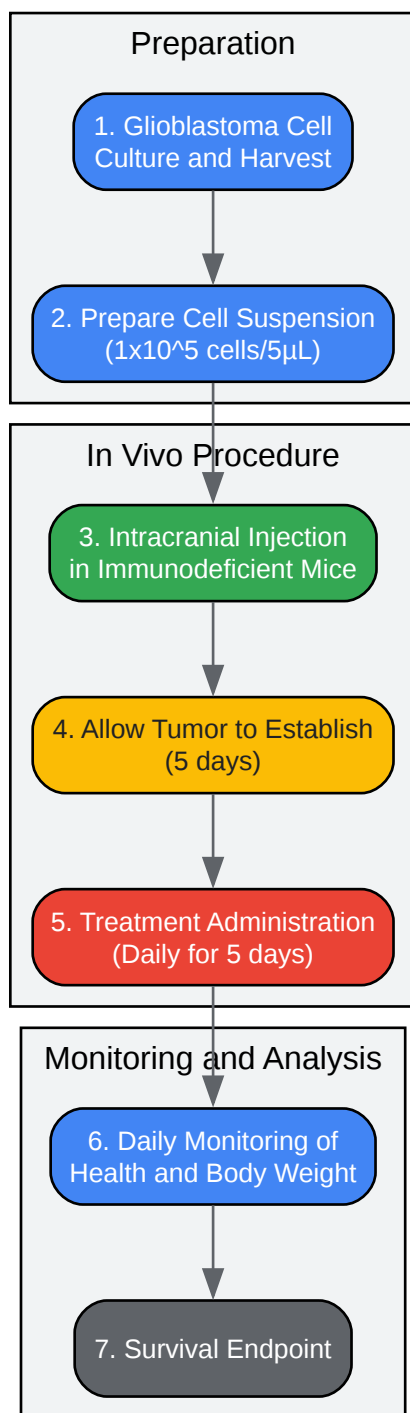 Preparation
1. Glioblastoma Cell
Culture and Harvest
2. Prepare Cell Suspension
(1x10^5 cells/5µL)
In Vivo Procedure
3. Intracranial Injection
in Immunodeficient Mice
4. Allow Tumor to Establish
(5 days)
5. Treatment Administration
(Daily for 5 days)
Monitoring and Analysis
6. Daily Monitoring of
Health and Body Weight
7. Survival Endpoint